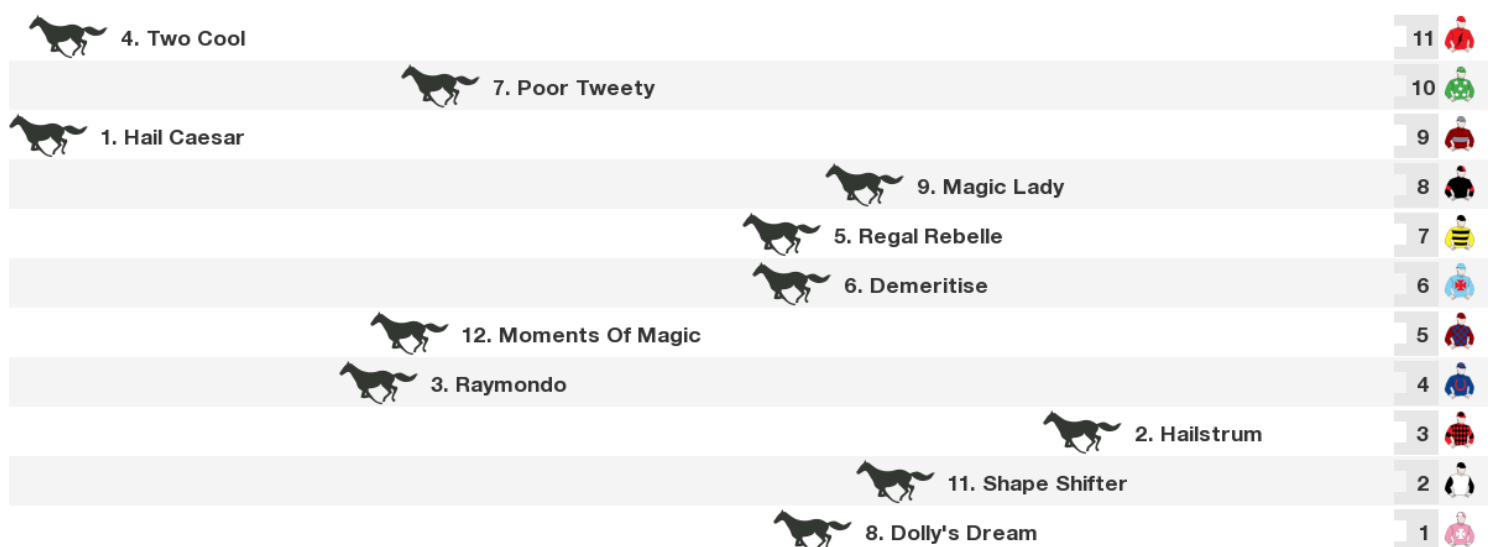 4. Two Cool 11
7. Poor Tweety 10
1. Hail Caesar 9
9. Magic Lady 8
5. Regal Rebelle 7
6. Demeritise 6
12. Moments Of Magic 5
3. Raymondo 4
2. Hailstrum 3
11. Shape Shifter 2
8. Dolly's Dream 1